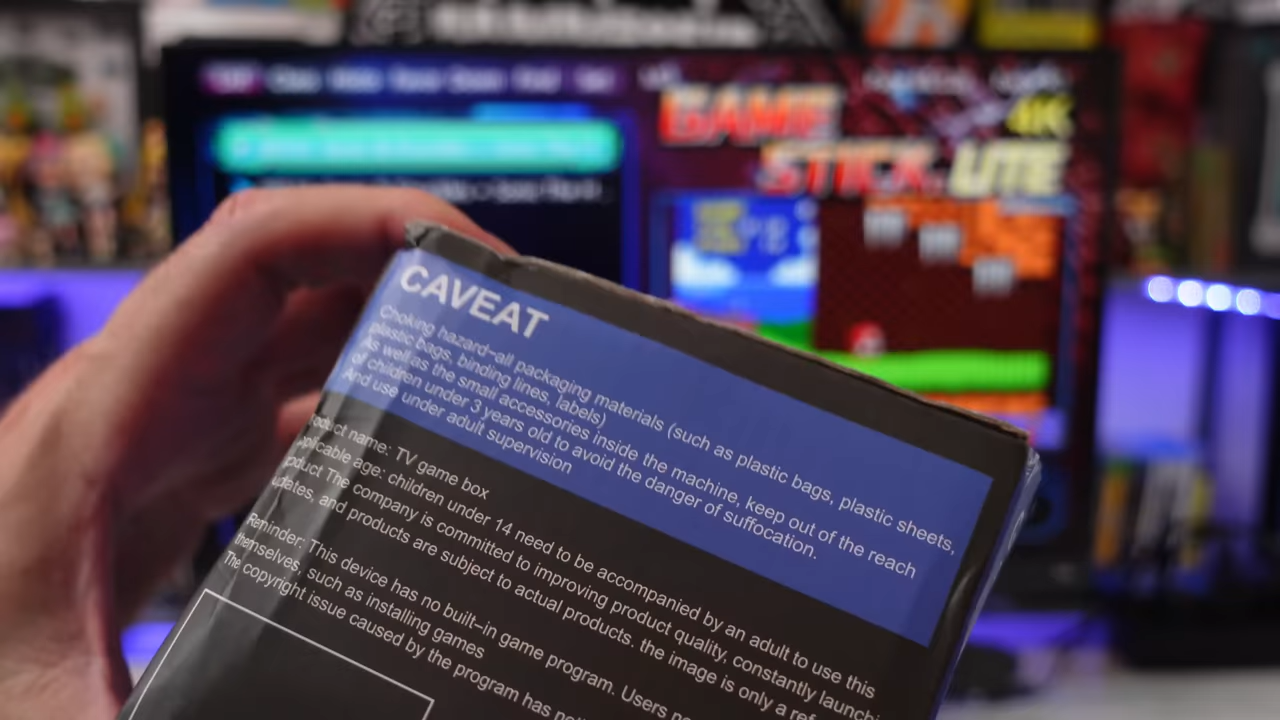 GAME
4K
STICK LITE
CAVEAT
Choking hazard–all packaging materials (such as plastic bags, plastic sheets,
plastic bags, binding lines, labels)
As well as the small accessories inside the machine, keep out of the reach
of children under 3 years old to avoid the danger of suffocation.
And use under adult supervision
roduct name: TV game box
plicable age: children under 14 need to be accompanied by an adult to use this
oduct The company is committed to improving product quality, constantly launchi
updates, and products are subject to actual products. the image is only a ref
Reminder: This device has no built–in game program. Users ne
themselves, such as installing games
The copyright issue caused by the program has noth